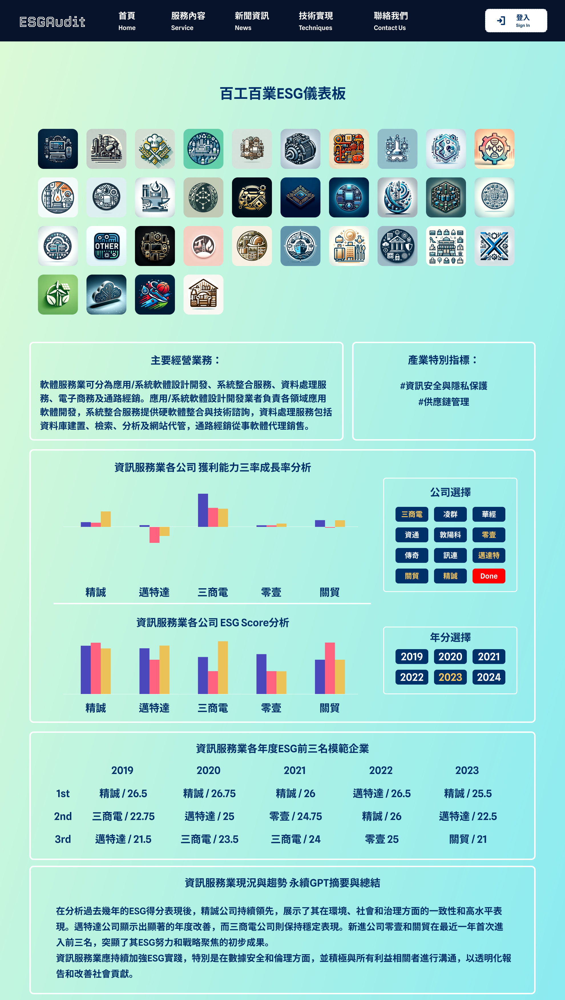 ESGAudit
首頁
Home
服務內容
Service
新聞資訊
News
技術實現
Techniques
聯絡我們
Contact Us
登入
Sign In
百工百業ESG儀表板
OTHER
主要經營業務：
軟體服務業可分為應用/系統軟體設計開發、系統整合服務、資料處理服
務、電子商務及通路經銷。應用/系統軟體設計開發業者負責各領域應用
軟體開發，系統整合服務提供硬軟體整合與技術諮詢，資料處理服務包括
資料庫建置、檢索、分析及網站代管，通路經銷從事軟體代理銷售。
產業特別指標：
#資訊安全與隱私保護
#供應鏈管理
資訊服務業各公司 獲利能力三率成長率分析
精誠 邁特達 三商電 零壹 關貿
公司選擇
三商電 凌群 華經
資通 敦陽科 零壹
傳奇 訊連 邁達特
關貿 精誠 Done
資訊服務業各公司 ESG Score分析
精誠 邁特達 三商電 零壹 關貿
年分選擇
2019 2020 2021
2022 2023 2024
資訊服務業各年度ESG前三名模範企業
2019 2020 2021 2022 2023
1st 精誠 / 26.5 精誠 / 26.75 精誠 / 26 邁特達 / 26.5 精誠 / 25.5
2nd 三商電 / 22.75 邁特達 / 25 零壹 / 24.75 精誠 / 26 邁特達 / 22.5
3rd 邁特達 / 21.5 三商電 / 23.5 三商電 / 24 零壹 25 關貿 / 21
資訊服務業現況與趨勢 永續GPT摘要與總結
在分析過去幾年的ESG得分表現後，精誠公司持續領先，展示了其在環境、社會和治理方面的一致性和高水平表
現。邁特達公司顯示出顯著的年度改善，而三商電公司則保持穩定表現。新進公司零壹和關貿在最近一年首次進
入前三名，突顯了其ESG努力和戰略聚焦的初步成果。
資訊服務業應持續加強ESG實踐，特別是在數據安全和倫理方面，並積極與所有利益相關者進行溝通，以透明化報
告和改善社會貢獻。